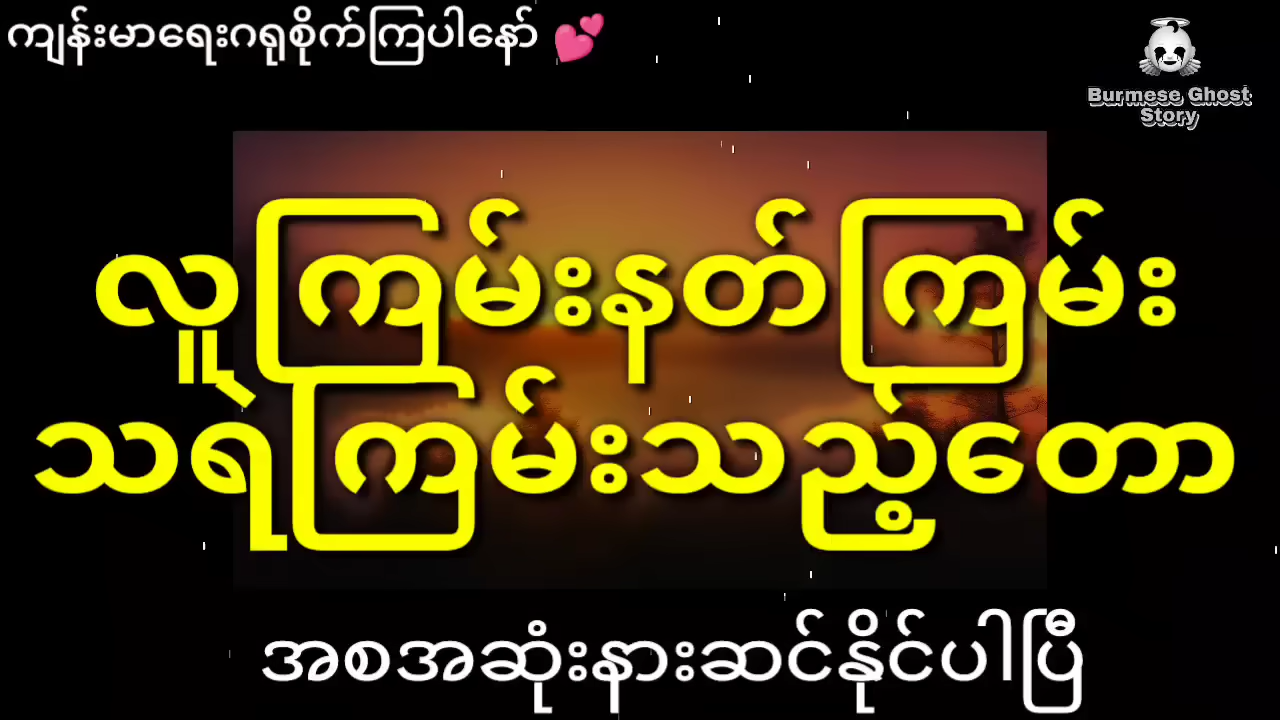 ကျန်းမာရေးဂရုစိုက်ကြပါနော် 💕
Burmese Ghost
Story
လူကြမ်းနတ်ကြမ်း
သရဲကြမ်းသည့်တော
အစအဆုံးနားဆင်နိုင်ပါပြီ